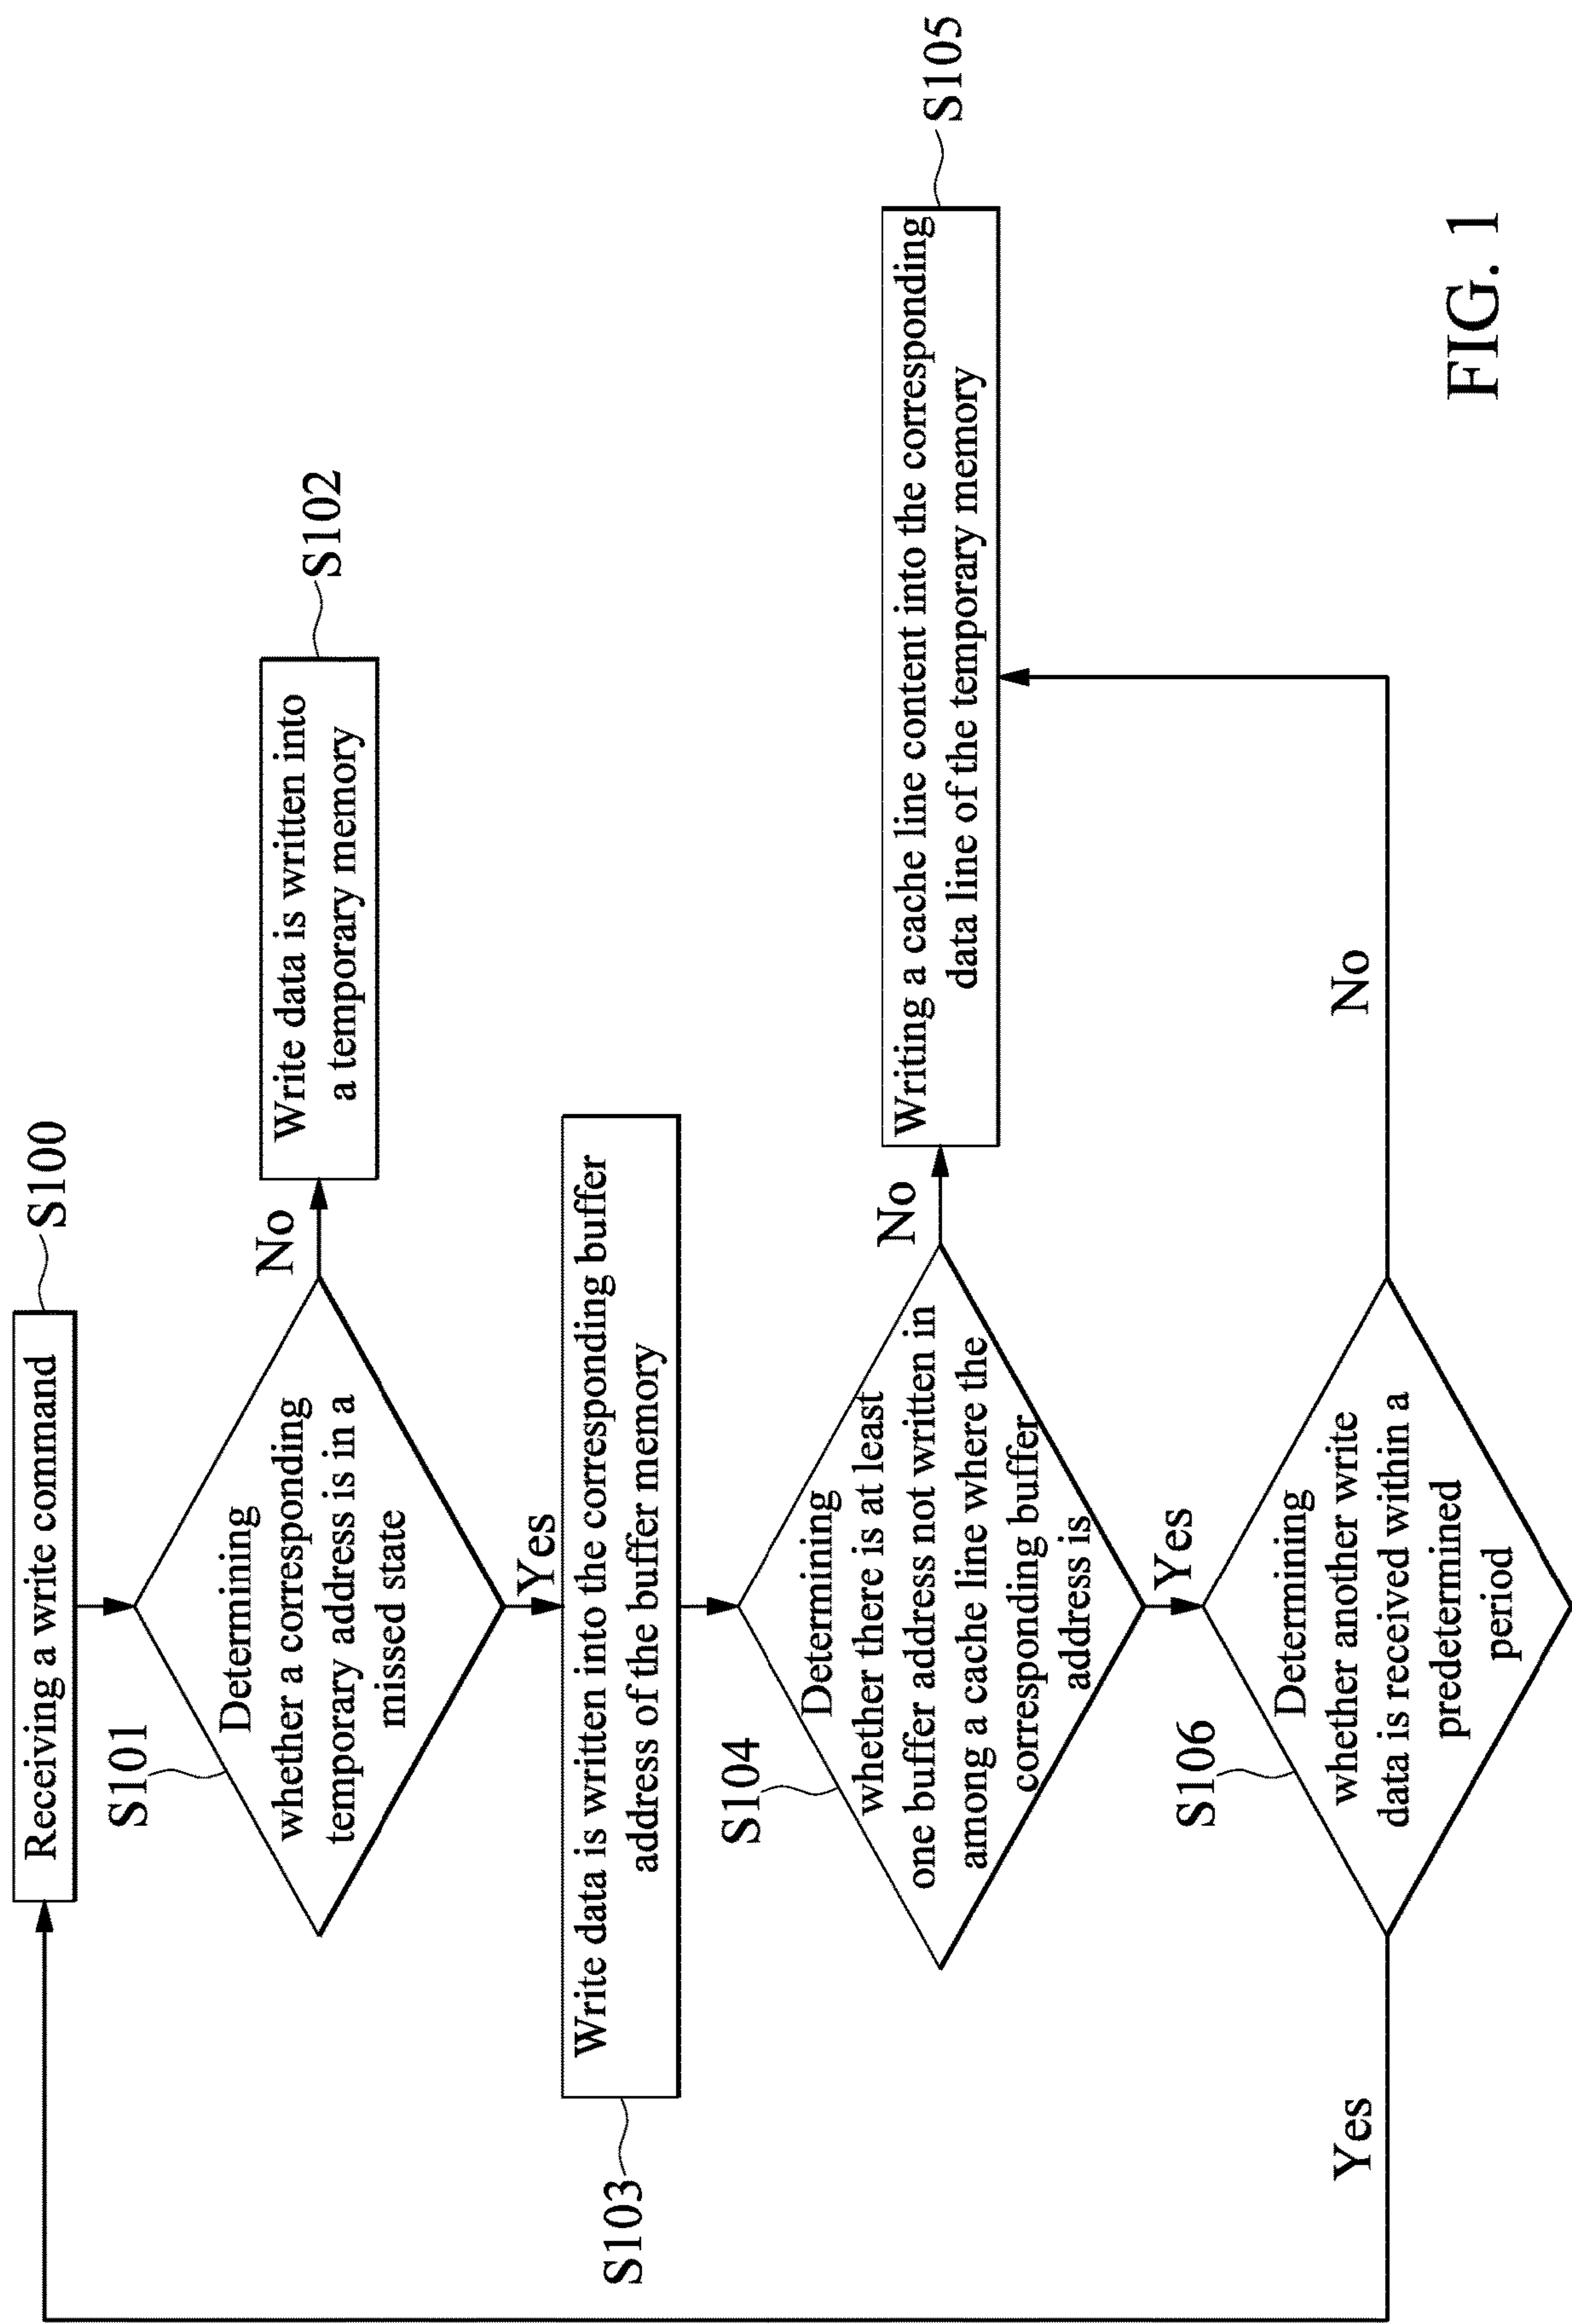 Receiving a write command
S100
S101
Determining
whether a corresponding
temporary address is in a
missed state
No
Write data is written into
a temporary memory
S102
Yes
S103
Write data is written into the corresponding buffer
address of the buffer memory
S104
Determining
whether there is at least
one buffer address not written in
among a cache line where the
corresponding buffer
address is
No
Writing a cache line content into the corresponding
data line of the temporary memory
S105
Yes
S106
Determining
whether another write
data is received within a
predetermined
period
Yes
No
FIG. 1